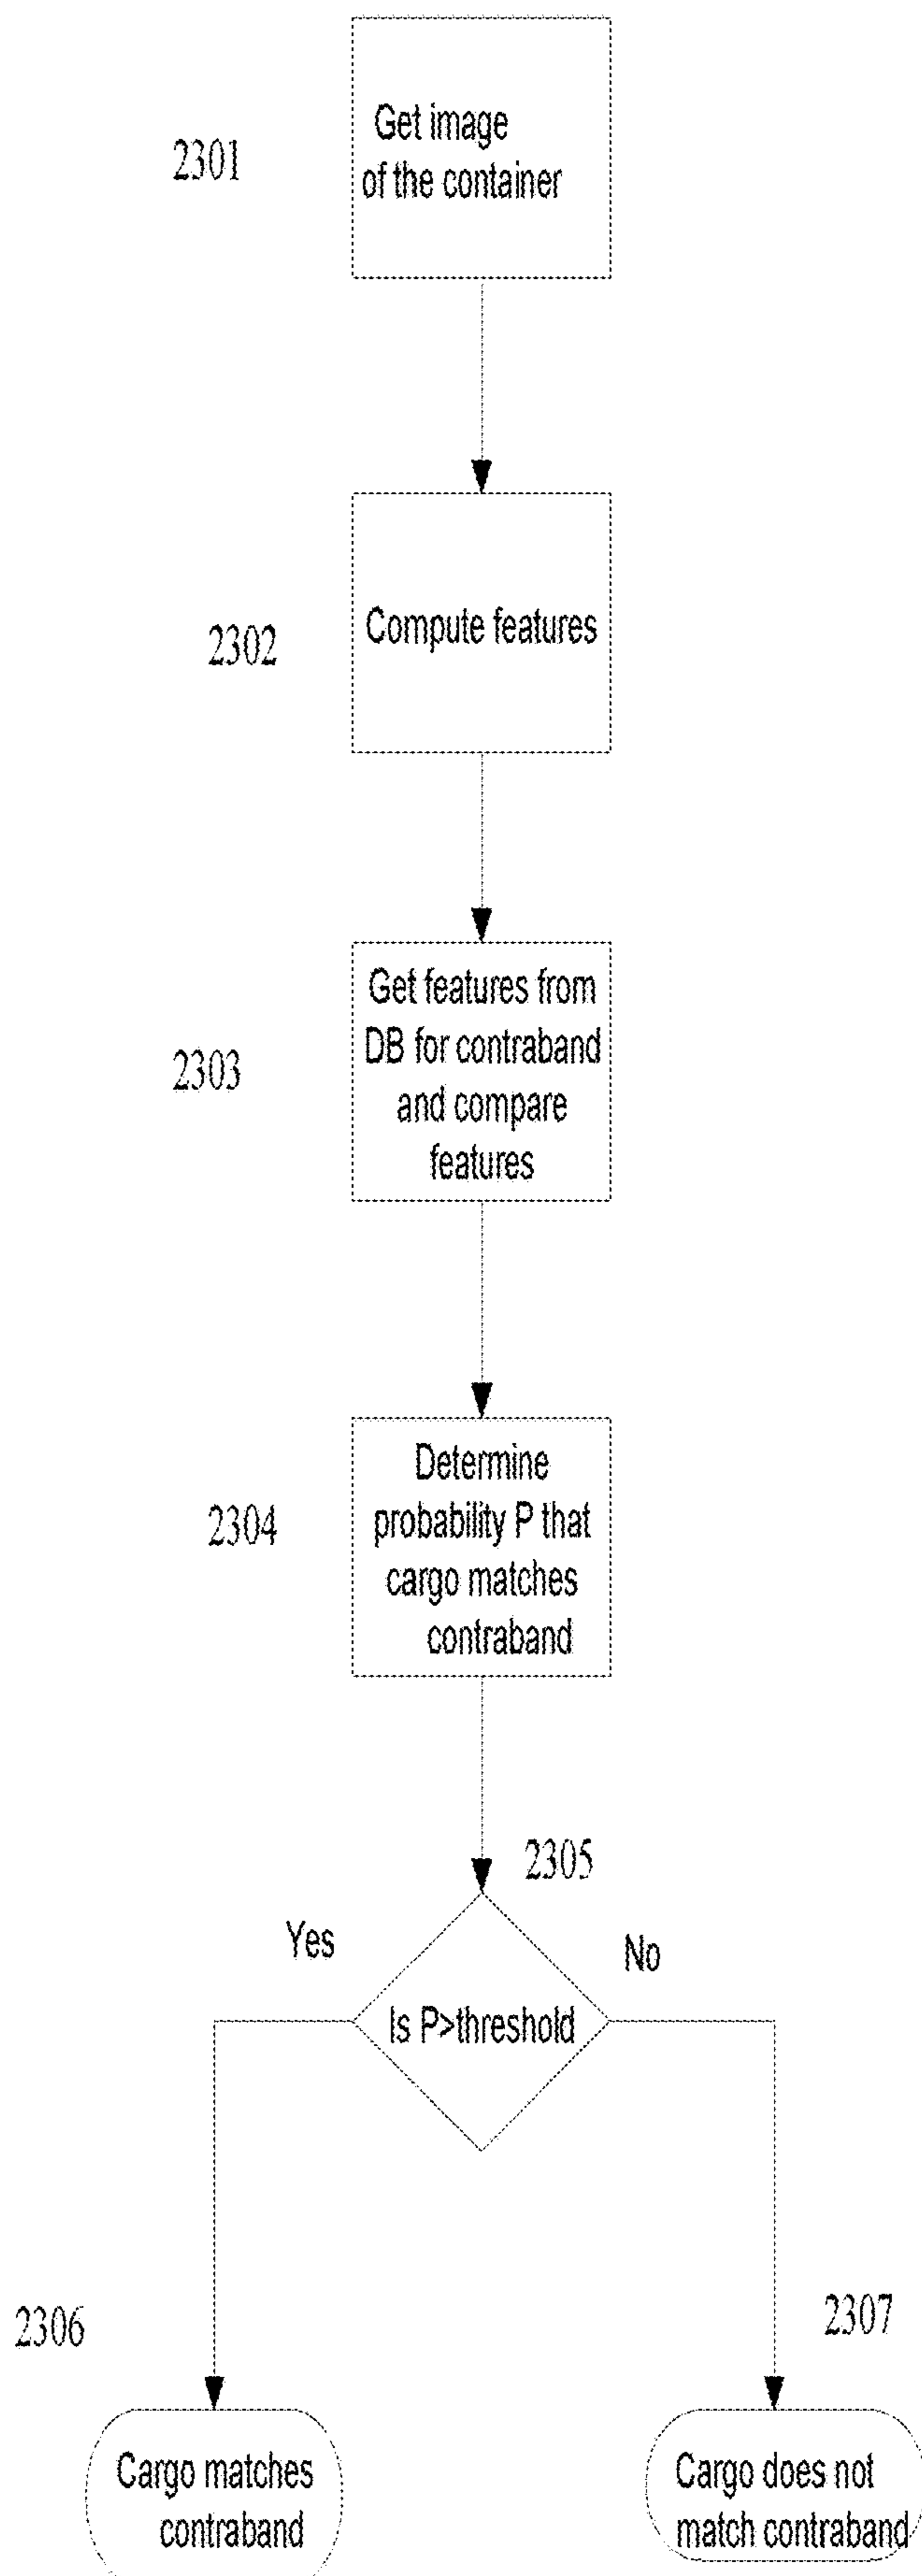 2301
Get image
of the container
2302
Compute features
2303
Get features from
DB for contraband
and compare
features
2304
Determine
probability P that
cargo matches
contraband
2305
Yes
No
Is P>threshold
2306
2307
Cargo matches
contraband
Cargo does not
match contraband